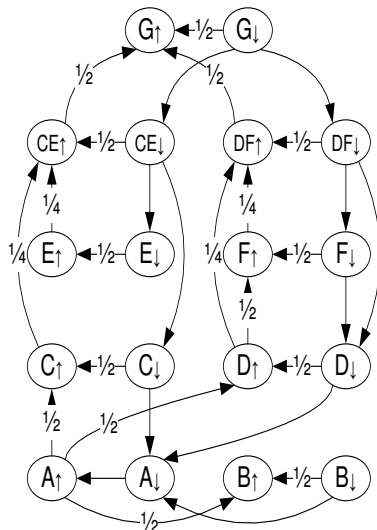 G↑ ½ G↓
½ ½
CE↑ ½ CE↓ DF↑ ½ DF↓
¼ ¼
¼ E↑ ½ E↓ ¼ F↑ ½ F↓
½
C↑ ½ C↓ D↑ ½ D↓
½ ½
A↑ A↓ B↑ ½ B↓
½